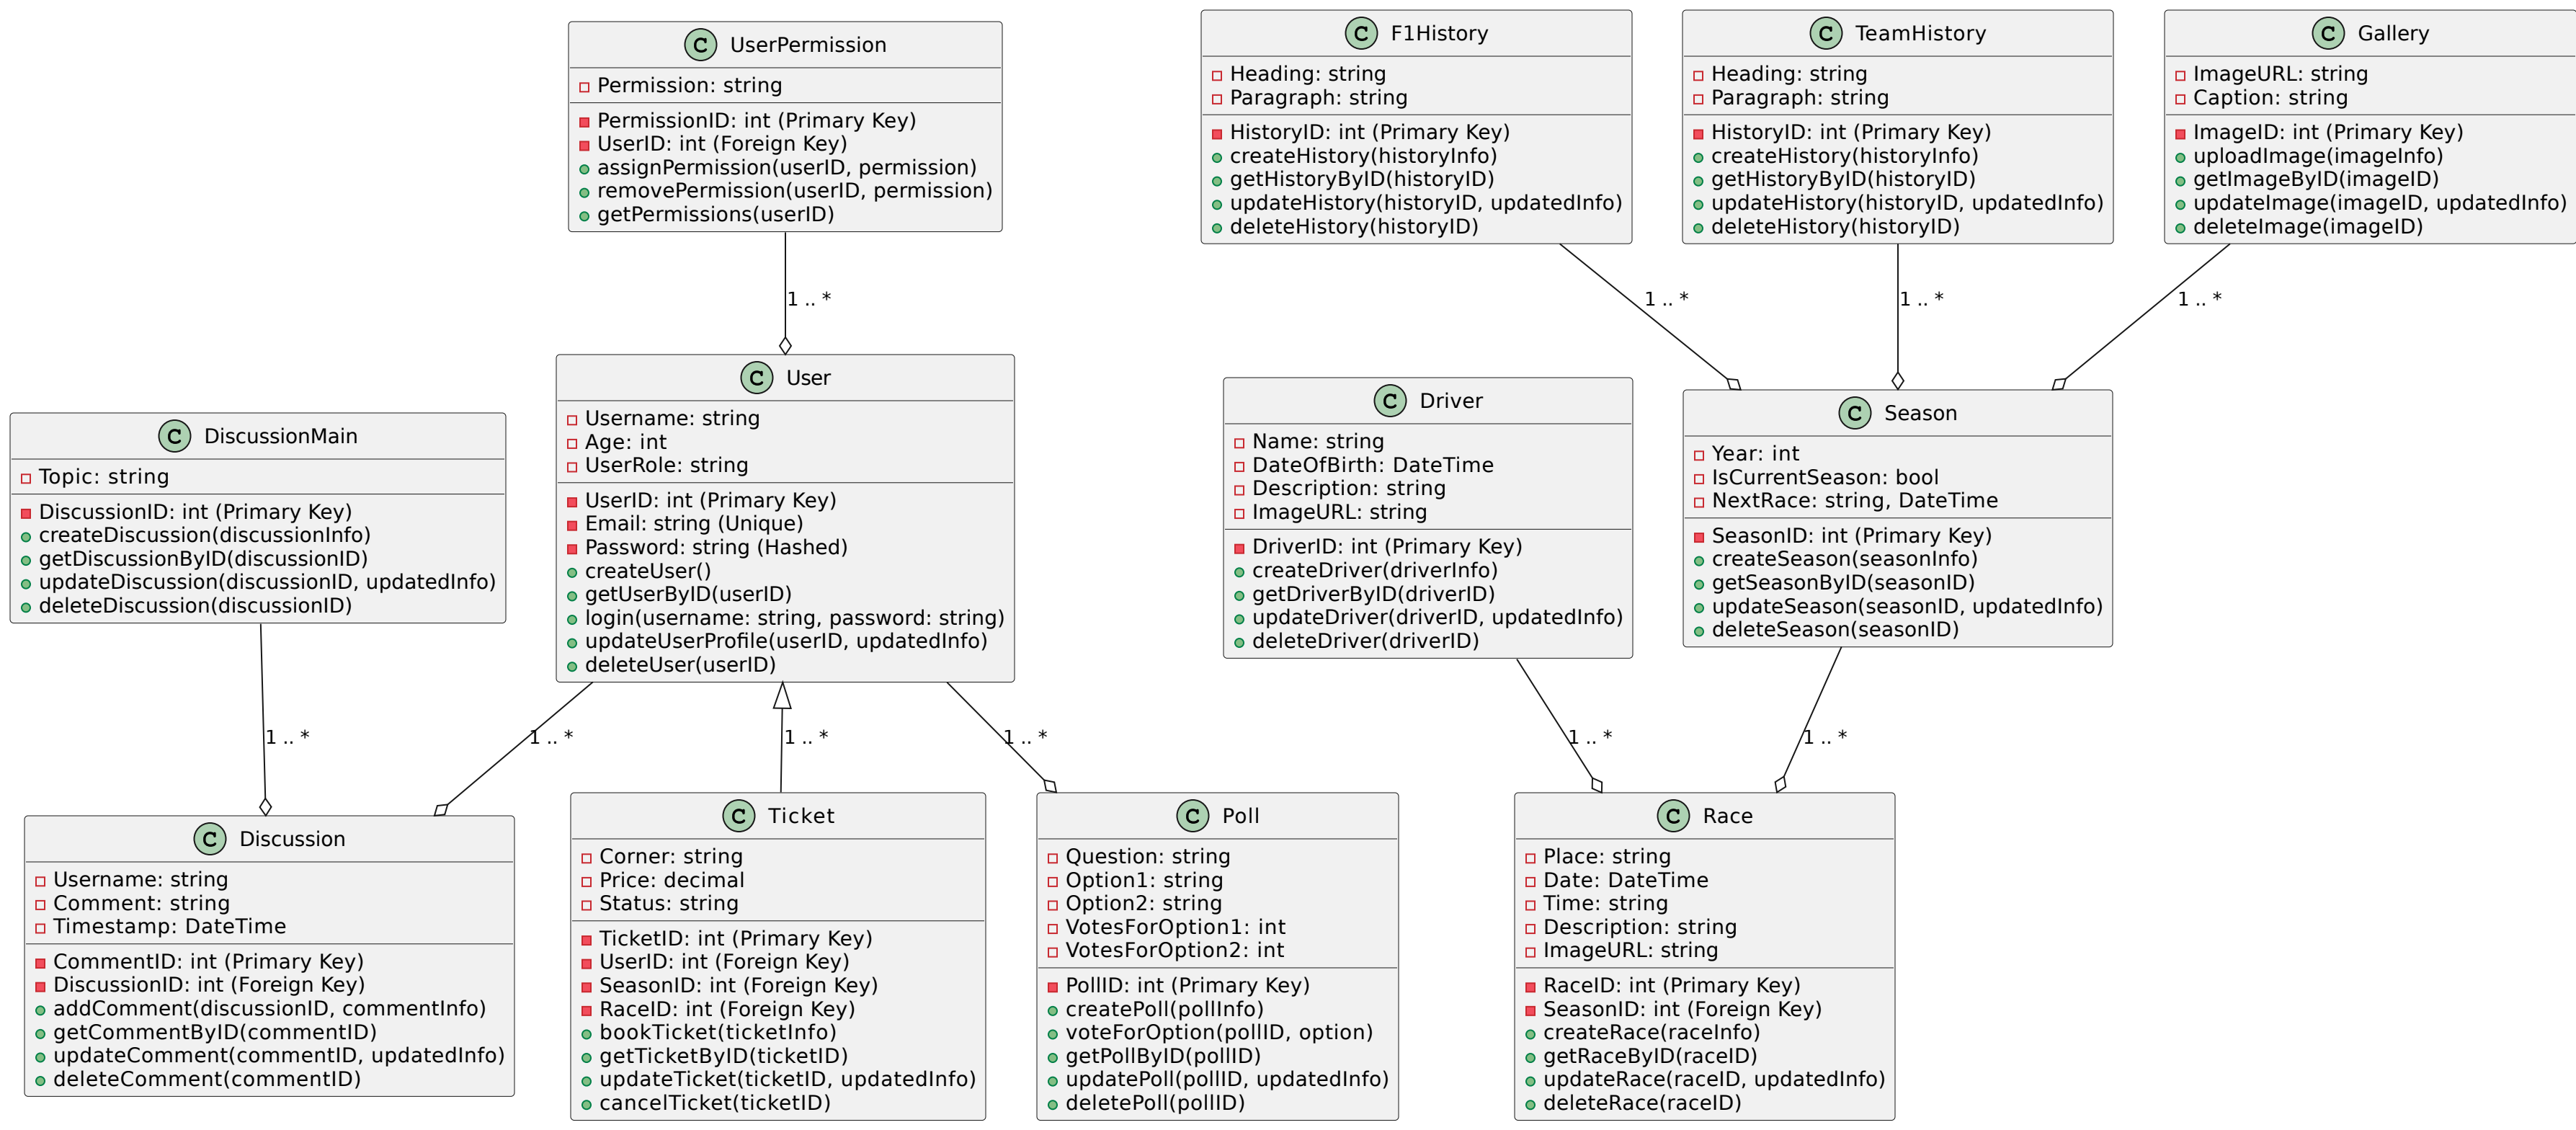 C UserPermission
Permission: string
PermissionID: int (Primary Key)
UserID: int (Foreign Key)
assignPermission(userID, permission)
removePermission(userID, permission)
getPermissions(userID)
C F1History
Heading: string
Paragraph: string
HistoryID: int (Primary Key)
createHistory(historyInfo)
getHistoryByID(historyID)
updateHistory(historyID, updatedInfo)
deleteHistory(historyID)
C TeamHistory
Heading: string
Paragraph: string
HistoryID: int (Primary Key)
createHistory(historyInfo)
getHistoryByID(historyID)
updateHistory(historyID, updatedInfo)
deleteHistory(historyID)
C Gallery
ImageURL: string
Caption: string
ImageID: int (Primary Key)
uploadImage(imageInfo)
getImageByID(imageID)
updateImage(imageID, updatedInfo)
deleteImage(imageID)
1 .. *
1 .. *
1 .. *
1 .. *
C DiscussionMain
Topic: string
DiscussionID: int (Primary Key)
createDiscussion(discussionInfo)
getDiscussionByID(discussionID)
updateDiscussion(discussionID, updatedInfo)
deleteDiscussion(discussionID)
C User
Username: string
Age: int
UserRole: string
UserID: int (Primary Key)
Email: string (Unique)
Password: string (Hashed)
createUser()
getUserByID(userID)
login(username: string, password: string)
updateUserProfile(userID, updatedInfo)
deleteUser(userID)
C Driver
Name: string
DateOfBirth: DateTime
Description: string
ImageURL: string
DriverID: int (Primary Key)
createDriver(driverInfo)
getDriverByID(driverID)
updateDriver(driverID, updatedInfo)
deleteDriver(driverID)
C Season
Year: int
IsCurrentSeason: bool
NextRace: string, DateTime
SeasonID: int (Primary Key)
createSeason(seasonInfo)
getSeasonByID(seasonID)
updateSeason(seasonID, updatedInfo)
deleteSeason(seasonID)
1 .. *
1 .. *
1 .. *
1 .. *
1 .. *
1 .. *
C Discussion
Username: string
Comment: string
Timestamp: DateTime
CommentID: int (Primary Key)
DiscussionID: int (Foreign Key)
addComment(discussionID, commentInfo)
getCommentByID(commentID)
updateComment(commentID, updatedInfo)
deleteComment(commentID)
C Ticket
Corner: string
Price: decimal
Status: string
TicketID: int (Primary Key)
UserID: int (Foreign Key)
SeasonID: int (Foreign Key)
RaceID: int (Foreign Key)
bookTicket(ticketInfo)
getTicketByID(ticketID)
updateTicket(ticketID, updatedInfo)
cancelTicket(ticketID)
C Poll
Question: string
Option1: string
Option2: string
VotesForOption1: int
VotesForOption2: int
PollID: int (Primary Key)
createPoll(pollInfo)
voteForOption(pollID, option)
getPollByID(pollID)
updatePoll(pollID, updatedInfo)
deletePoll(pollID)
C Race
Place: string
Date: DateTime
Time: string
Description: string
ImageURL: string
RaceID: int (Primary Key)
SeasonID: int (Foreign Key)
createRace(raceInfo)
getRaceByID(raceID)
updateRace(raceID, updatedInfo)
deleteRace(raceID)